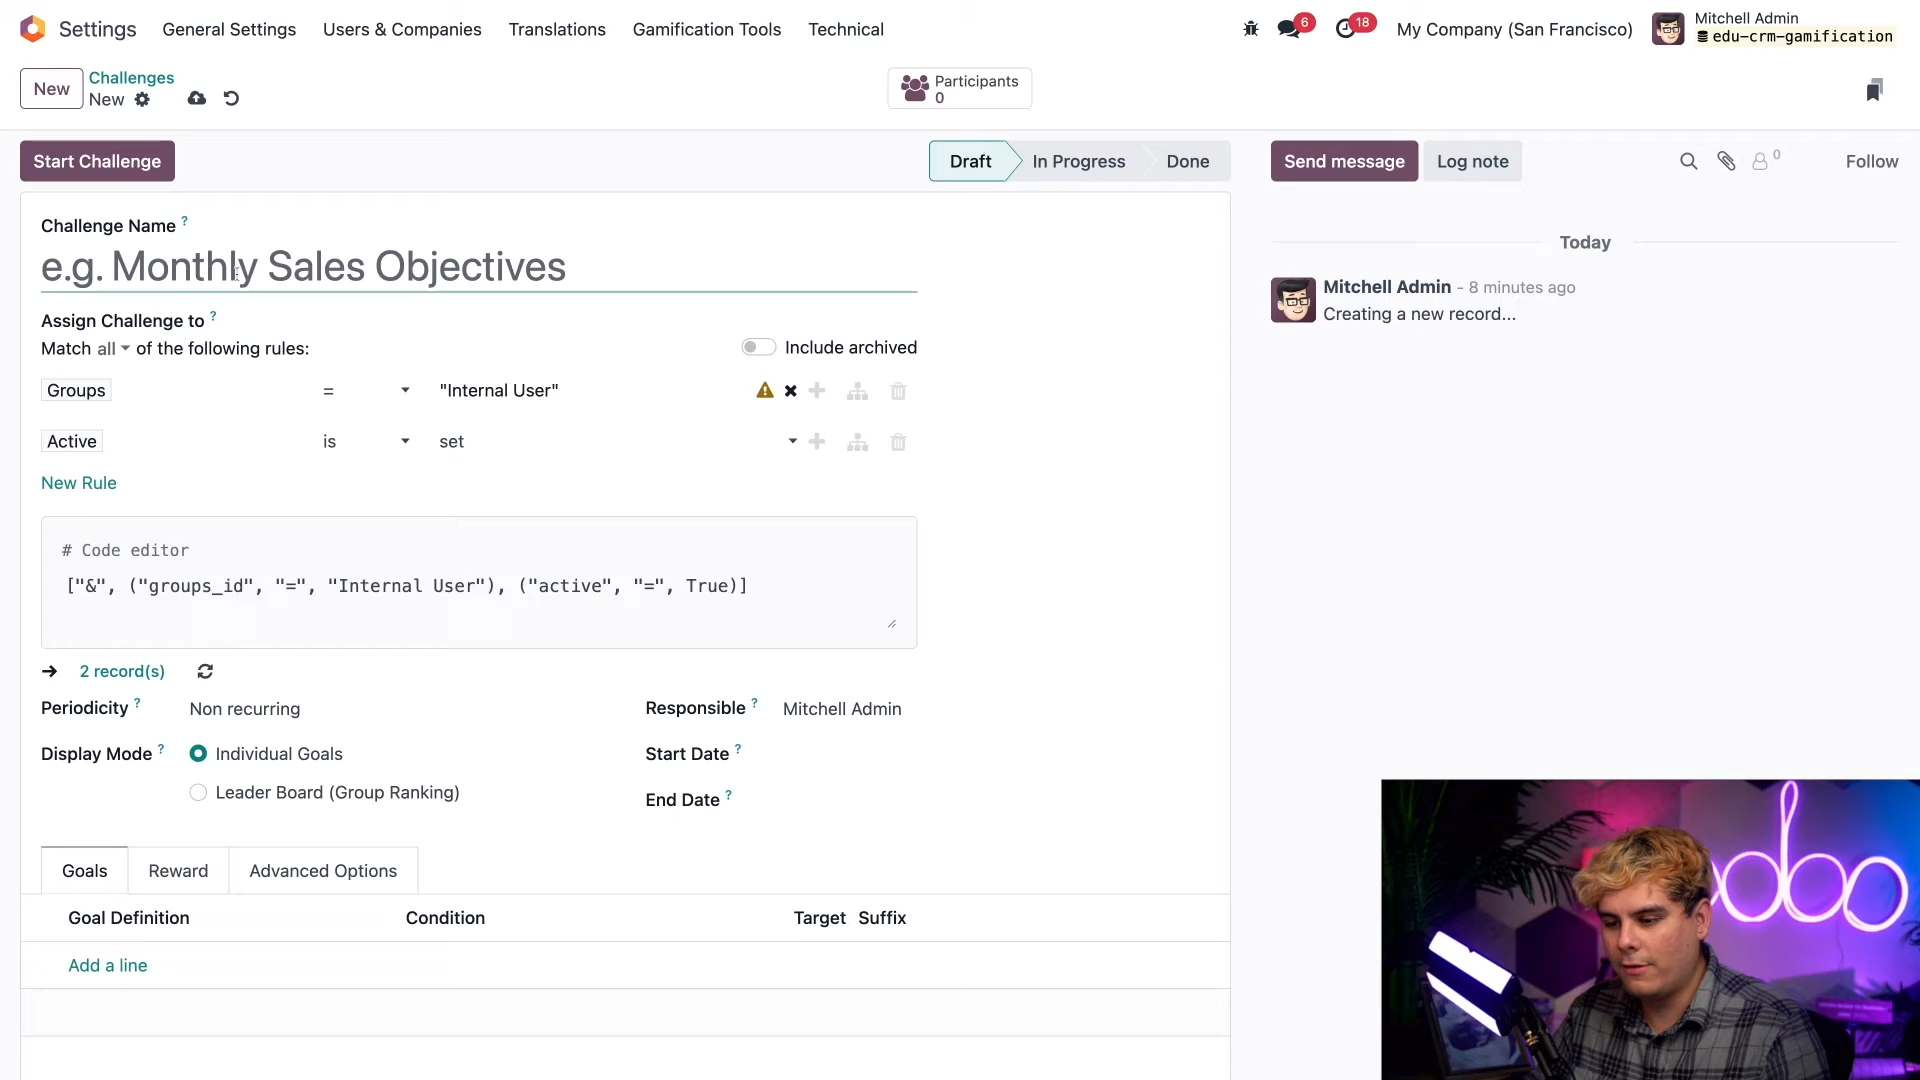 Settings General Settings Users & Companies Translations Gamification Tools Technical 6 18 My Company (San Francisco) Mitchell Admin
edu-crm-gamification
New Challenges
New
Participants
0
Start Challenge Draft In Progress Done Send message Log note 0 Follow
Challenge Name ?
e.g. Monthly Sales Objectives
Today
Mitchell Admin - 8 minutes ago
Creating a new record...
Assign Challenge to ?
Match all of the following rules: Include archived
Groups = "Internal User"
Active is set
New Rule
# Code editor
["&", ("groups_id", "=", "Internal User"), ("active", "=", True)]
2 record(s)
Periodicity ? Non recurring Responsible ? Mitchell Admin
Display Mode ? Individual Goals Start Date ?
Leader Board (Group Ranking) End Date ?
Goals Reward Advanced Options
Goal Definition Condition Target Suffix
Add a line
odoo